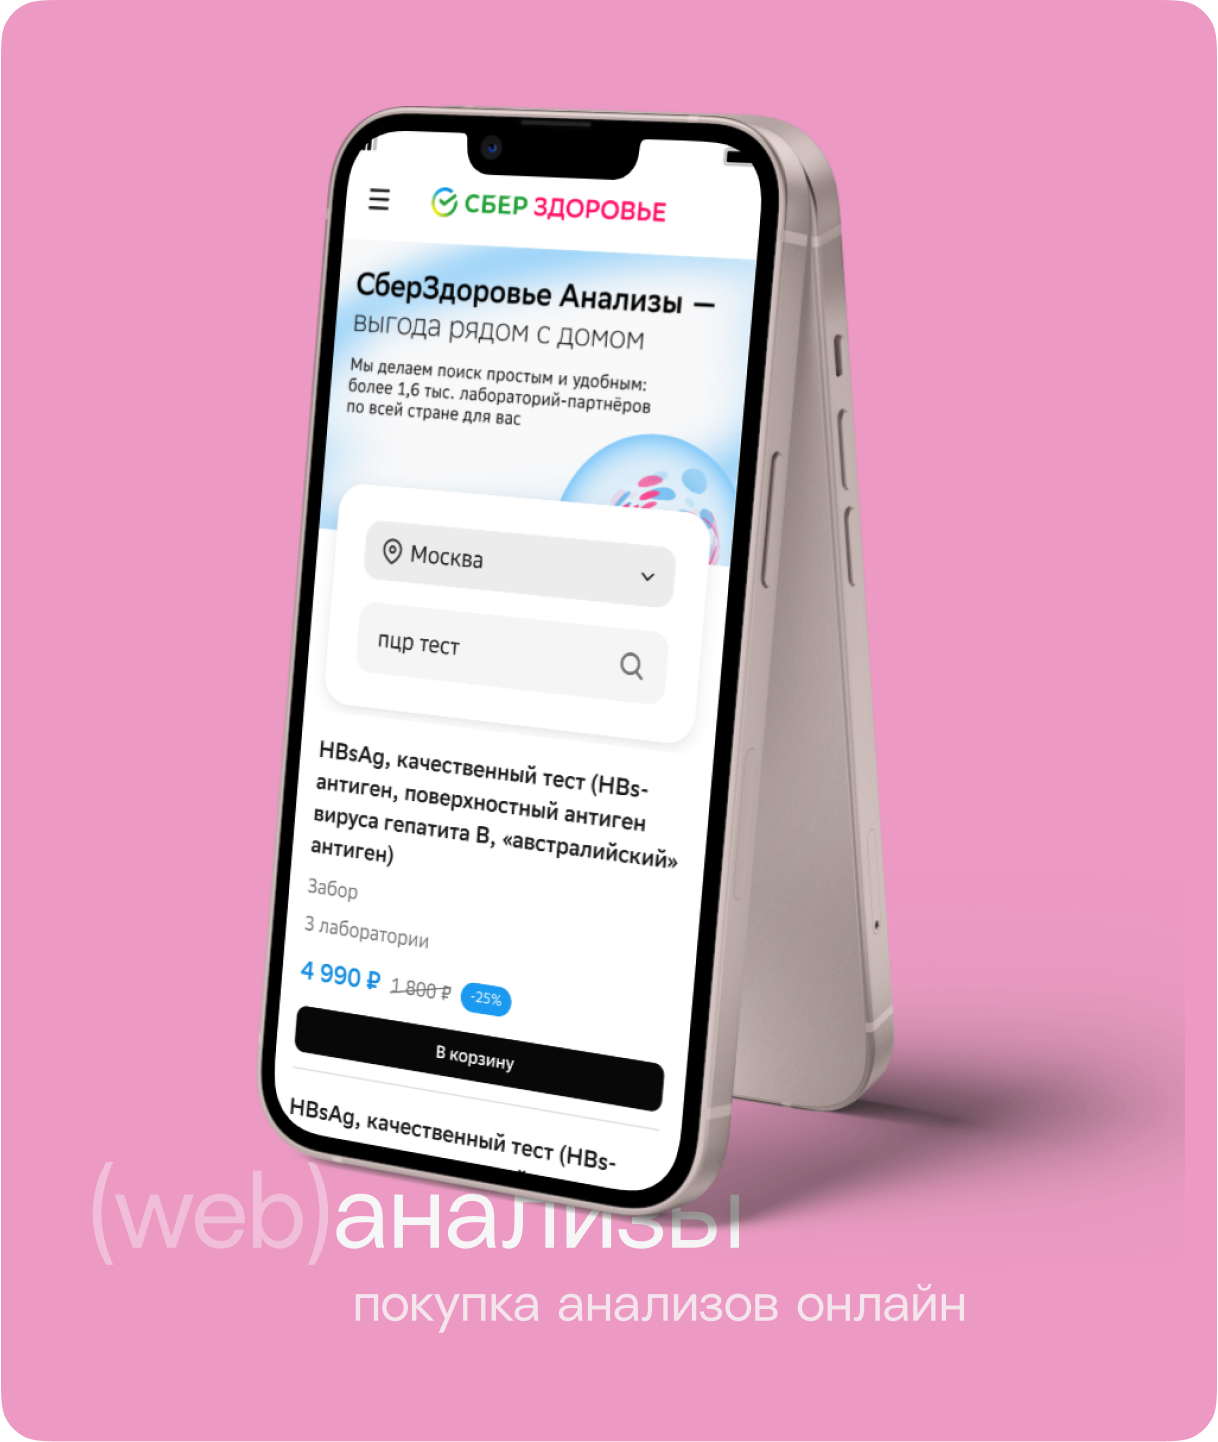 СБЕР ЗДОРОВЬЕ
СберЗдоровье Анализы —
выгода рядом с домом
Мы делаем поиск простым и удобным:
более 1,6 тыс. лабораторий-партнёров
по всей стране для вас
Москва
пцр тест
HBsAg, качественный тест (HBs-
антиген, поверхностный антиген
вируса гепатита B, «австралийский»
антиген)
Забор
3 лаборатории
4 990 ₽ 1 800 ₽ -25%
В корзину
HBsAg, качественный тест (HBs-
(web)анализы
покупка анализов онлайн